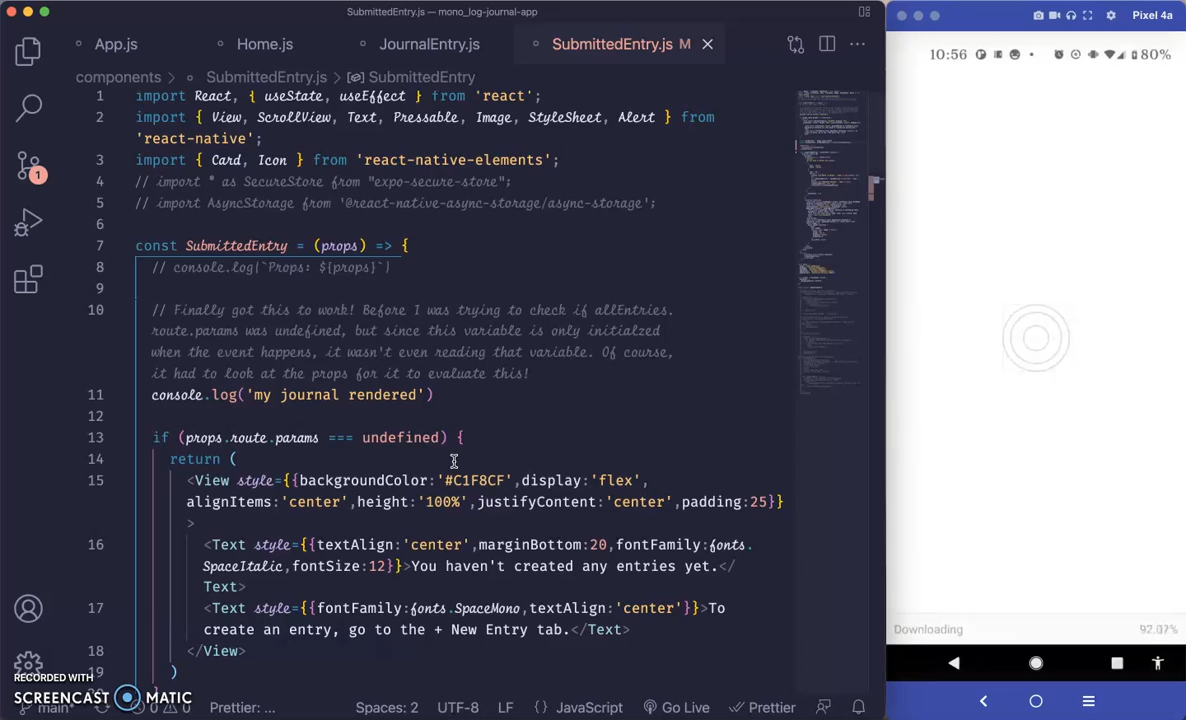 SubmittedEntry.js — mono_log-journal-app
App.js
Home.js
JournalEntry.js
SubmittedEntry.js M
components > SubmittedEntry.js > SubmittedEntry
1 import React, { useState, useEffect } from 'react';
2 import { View, ScrollView, Text, Pressable, Image, StyleSheet, Alert } from
'react-native';
3 import { Card, Icon } from 'react-native-elements';
4 // import * as SecureStore from "expo-secure-store";
5 // import AsyncStorage from '@react-native-async-storage/async-storage';
6
7 const SubmittedEntry = (props) => {
8 // console.log(`Props: ${props}`)
9
10 // Finally got this to work! Before I was trying to check if allEntries.
route.params was undefined, but since this variable is only initialzed
when the event happens, it wasn't even reading that variable. Of course,
it had to look at the props for it to evaluate this!
11 console.log('my journal rendered')
12
13 if (props.route.params === undefined) {
14 return (
15 <View style={{backgroundColor:'#C1F8CF',display:'flex',
alignItems:'center',height:'100%',justifyContent:'center',padding:25}}
>
16 <Text style={{textAlign:'center',marginBottom:20,fontFamily:fonts.
SpaceItalic,fontSize:12}}>You haven't created any entries yet.</
Text>
17 <Text style={{fontFamily:fonts.SpaceMono,textAlign:'center'}}>To
create an entry, go to the + New Entry tab.</Text>
18 </View>
19 )
1
RECORDED WITH
SCREENCAST MATIC
main*
0
0
Prettier: ...
Spaces: 2
UTF-8
LF
{} JavaScript
Go Live
Prettier
Pixel 4a
10:56
80%
Downloading
92.07%